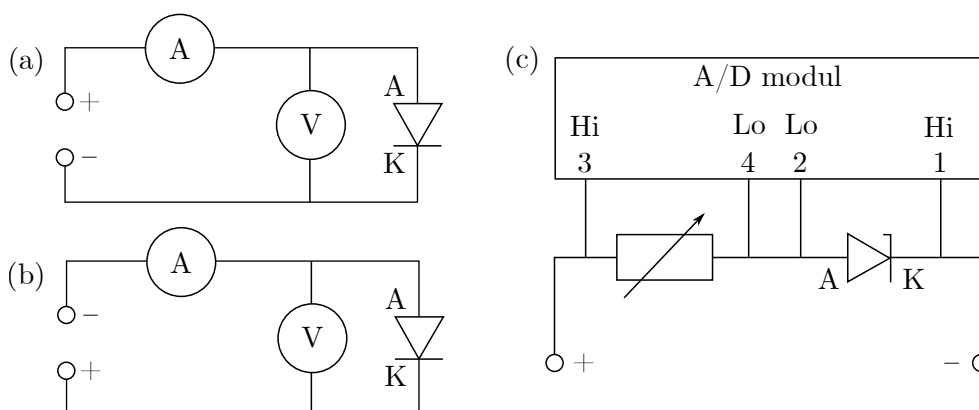 (a)
A
+
−
V
A
K
(b)
A
−
+
V
A
K
(c)
A/D modul
Hi Lo Lo Hi
3 4 2 1
A K
+ −